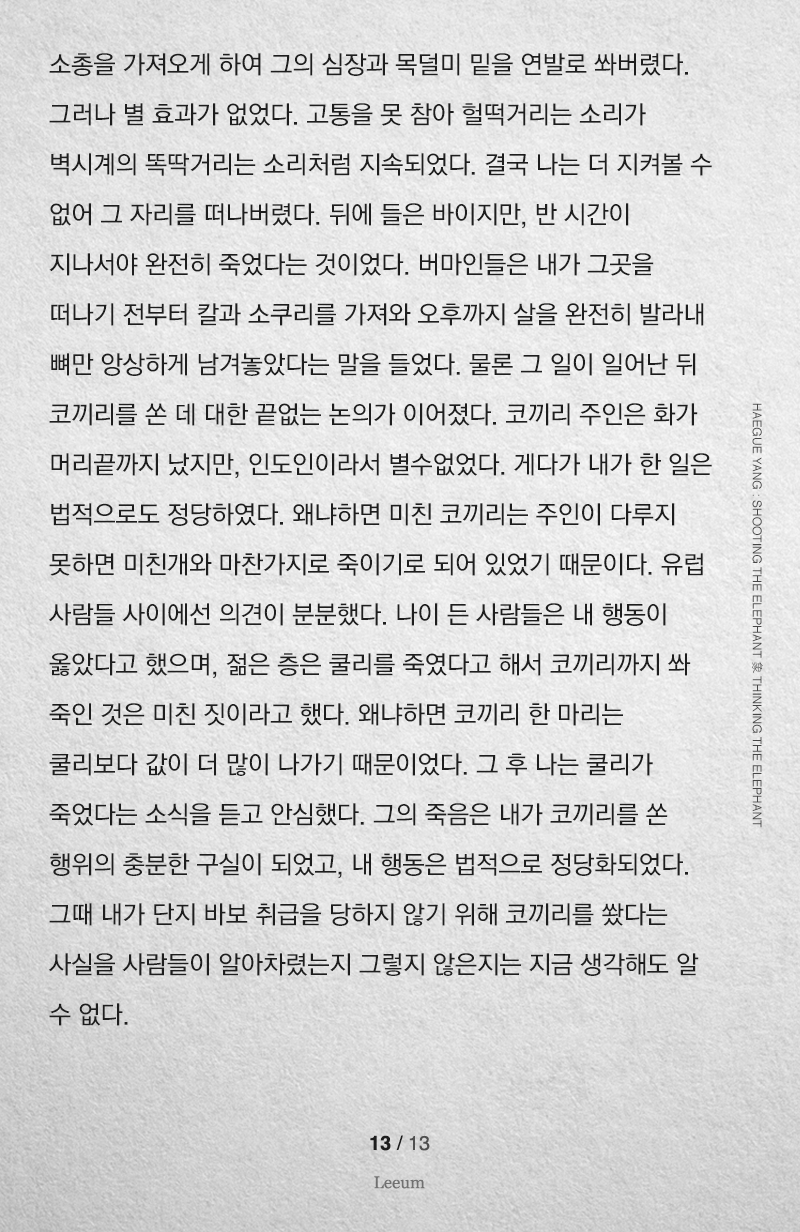 소총을 가져오게 하여 그의 심장과 목덜미 밑을 연발로 쏴버렸다.
그러나 별 효과가 없었다. 고통을 못 참아 헐떡거리는 소리가
벽시계의 똑딱거리는 소리처럼 지속되었다. 결국 나는 더 지켜볼 수
없어 그 자리를 떠나버렸다. 뒤에 들은 바이지만, 반 시간이
지나서야 완전히 죽었다는 것이었다. 버마인들은 내가 그곳을
떠나기 전부터 칼과 소쿠리를 가져와 오후까지 살을 완전히 발라내
뼈만 앙상하게 남겨놓았다는 말을 들었다. 물론 그 일이 일어난 뒤
코끼리를 쏜 데 대한 끝없는 논의가 이어졌다. 코끼리 주인은 화가
머리끝까지 났지만, 인도인이라서 별수없었다. 게다가 내가 한 일은
법적으로도 정당하였다. 왜냐하면 미친 코끼리는 주인이 다루지
못하면 미친개와 마찬가지로 죽이기로 되어 있었기 때문이다. 유럽
사람들 사이에선 의견이 분분했다. 나이 든 사람들은 내 행동이
옳았다고 했으며, 젊은 층은 쿨리를 죽였다고 해서 코끼리까지 쏴
죽인 것은 미친 짓이라고 했다. 왜냐하면 코끼리 한 마리는
쿨리보다 값이 더 많이 나가기 때문이었다. 그 후 나는 쿨리가
죽었다는 소식을 듣고 안심했다. 그의 죽음은 내가 코끼리를 쏜
행위의 충분한 구실이 되었고, 내 행동은 법적으로 정당화되었다.
그때 내가 단지 바보 취급을 당하지 않기 위해 코끼리를 쐈다는
사실을 사람들이 알아차렸는지 그렇지 않은지는 지금 생각해도 알
수 없다.
HAEGUE YANG : SHOOTING THE ELEPHANT 象 THINKING THE ELEPHANT
13 / 13
Leeum